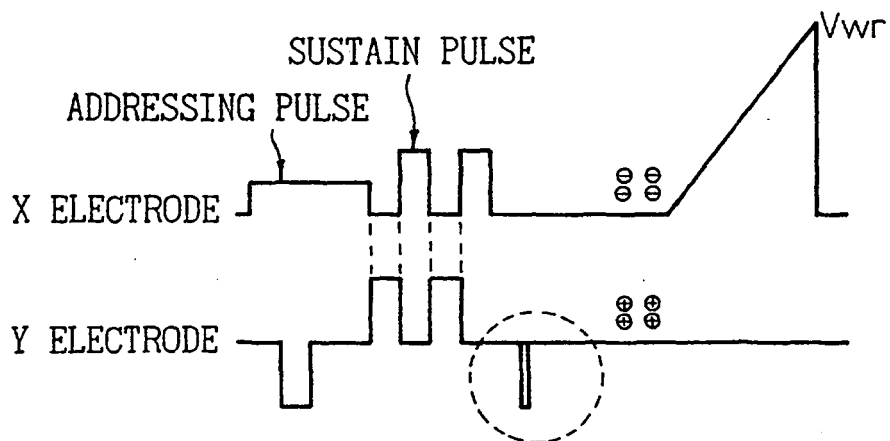 Vwr
SUSTAIN PULSE
ADDRESSING PULSE
X ELECTRODE
⊖ ⊖
⊖ ⊖
Y ELECTRODE
⊕ ⊕
⊕ ⊕